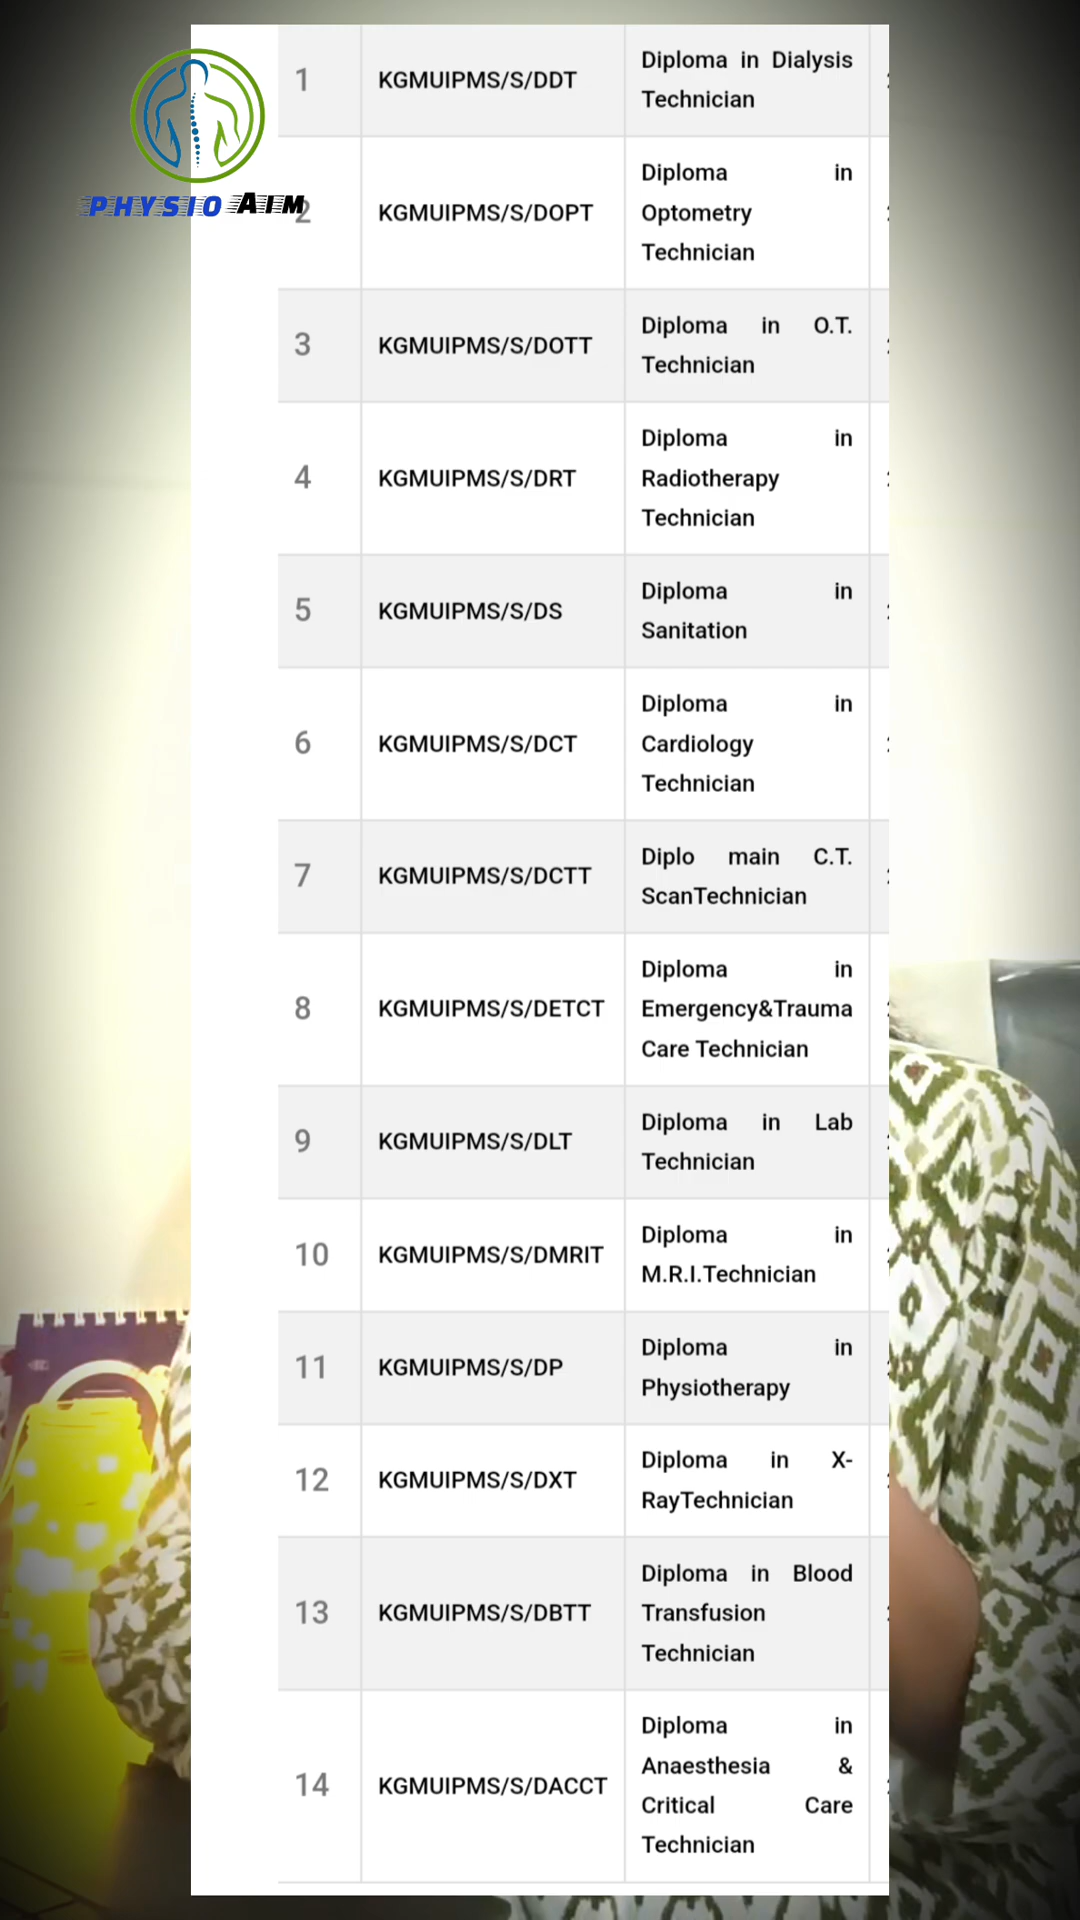 PHYSIO AIM
1 KGMUIPMS/S/DDT Diploma in Dialysis
Technician
2 KGMUIPMS/S/DOPT Diploma in
Optometry
Technician
3 KGMUIPMS/S/DOTT Diploma in O.T.
Technician
4 KGMUIPMS/S/DRT Diploma in
Radiotherapy
Technician
5 KGMUIPMS/S/DS Diploma in
Sanitation
6 KGMUIPMS/S/DCT Diploma in
Cardiology
Technician
7 KGMUIPMS/S/DCTT Diplo main C.T.
ScanTechnician
8 KGMUIPMS/S/DETCT Diploma in
Emergency&Trauma
Care Technician
9 KGMUIPMS/S/DLT Diploma in Lab
Technician
10 KGMUIPMS/S/DMRIT Diploma in
M.R.I.Technician
11 KGMUIPMS/S/DP Diploma in
Physiotherapy
12 KGMUIPMS/S/DXT Diploma in X-
RayTechnician
13 KGMUIPMS/S/DBTT Diploma in Blood
Transfusion
Technician
14 KGMUIPMS/S/DACCT Diploma in
Anaesthesia &
Critical Care
Technician